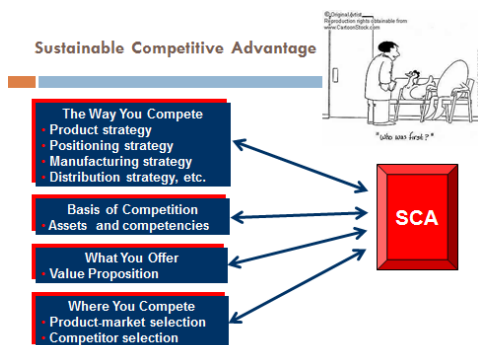 Sustainable Competitive Advantage
© Original Artist
Reproduction rights obtainable from
www.CartoonStock.com
"Who was first?"
The Way You Compete
• Product strategy
• Positioning strategy
• Manufacturing strategy
• Distribution strategy, etc.
Basis of Competition
• Assets and competencies
What You Offer
• Value Proposition
Where You Compete
• Product-market selection
• Competitor selection
SCA